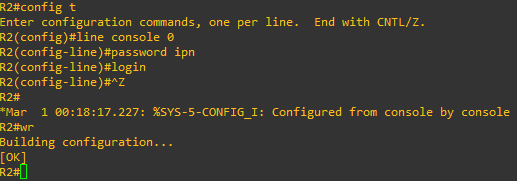 R2#config t
Enter configuration commands, one per line.  End with CNTL/Z.
R2(config)#line console 0
R2(config-line)#password ipn
R2(config-line)#login
R2(config-line)#^Z
R2#
*Mar  1 00:18:17.227: %SYS-5-CONFIG_I: Configured from console by console
R2#wr
Building configuration...
[OK]
R2#